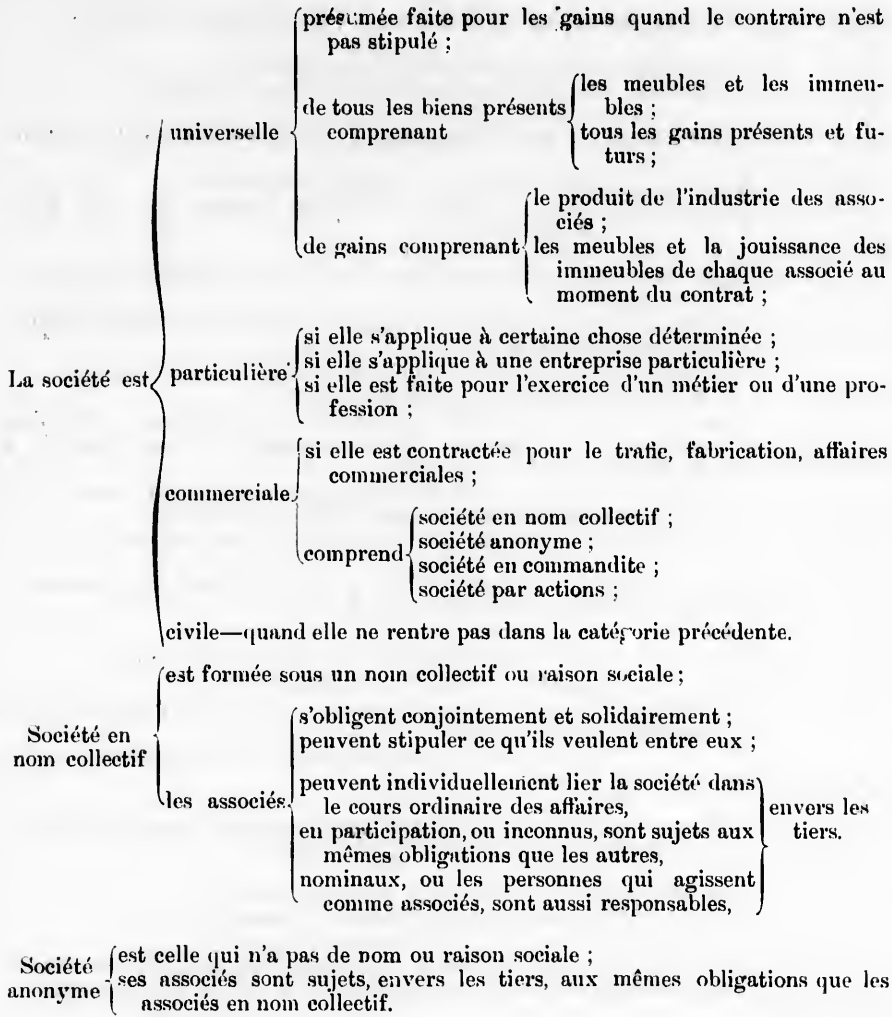 présumée faite pour les gains quand le contraire n'est
pas stipulé ;
universelle
de tous les biens présents
comprenant
les meubles et les immeu-
bles ;
tous les gains présents et fu-
turs ;
de gains comprenant
le produit de l'industrie des asso-
ciés ;
les meubles et la jouissance des
immeubles de chaque associé au
moment du contrat ;
La société est
particulière
si elle s'applique à certaine chose déterminée ;
si elle s'applique à une entreprise particulière ;
si elle est faite pour l'exercice d'un métier ou d'une pro-
fession ;
commerciale
si elle est contractée pour le trafic, fabrication, affaires
commerciales ;
comprend
société en nom collectif ;
société anonyme ;
société en commandite ;
société par actions ;
civile—quand elle ne rentre pas dans la catégorie précédente.
Société en
nom collectif
est formée sous un nom collectif ou raison sociale ;
les associés
s'obligent conjointement et solidairement ;
peuvent stipuler ce qu'ils veulent entre eux ;
peuvent individuellement lier la société dans
le cours ordinaire des affaires,
en participation, ou inconnus, sont sujets aux
mêmes obligations que les autres,
nominaux, ou les personnes qui agissent
comme associés, sont aussi responsables,
envers les
tiers.
Société
anonyme
est celle qui n'a pas de nom ou raison sociale ;
ses associés sont sujets, envers les tiers, aux mêmes obligations que les
associés en nom collectif.